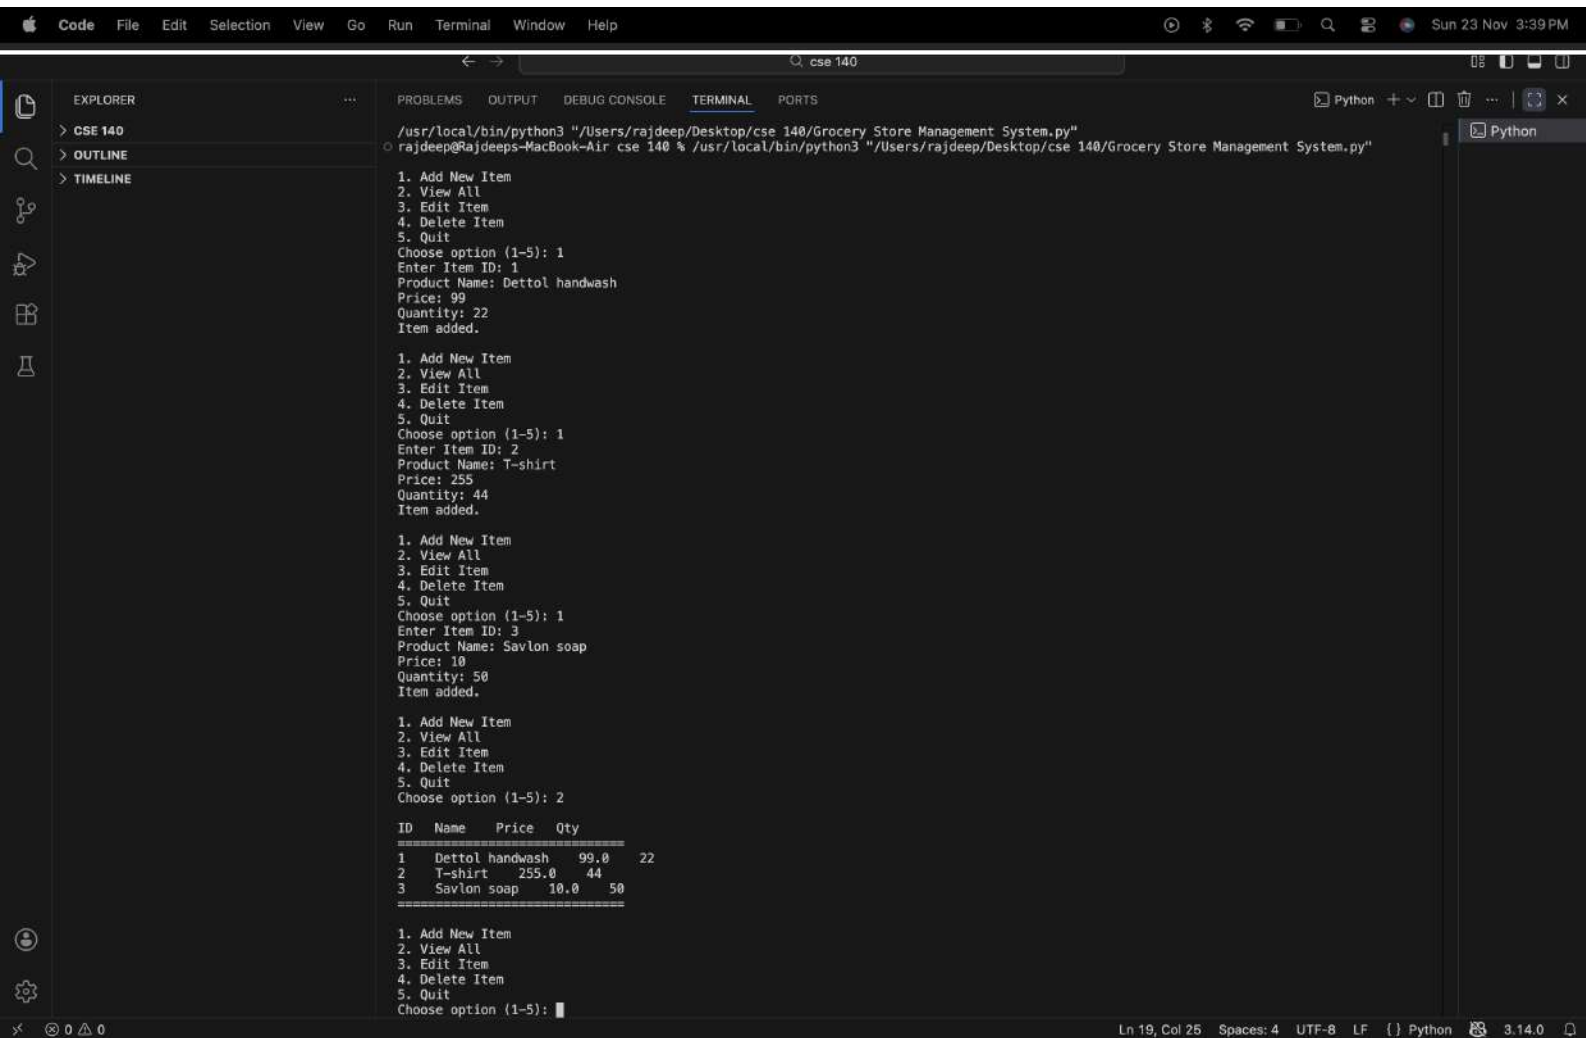 Code File Edit Selection View Go Run Terminal Window Help Sun 23 Nov 3:39 PM
cse 140
EXPLORER
CSE 140
OUTLINE
TIMELINE
PROBLEMS OUTPUT DEBUG CONSOLE TERMINAL PORTS Python
Python
/usr/local/bin/python3 "/Users/rajdeep/Desktop/cse 140/Grocery Store Management System.py"
rajdeep@Rajdeeps-MacBook-Air cse 140 % /usr/local/bin/python3 "/Users/rajdeep/Desktop/cse 140/Grocery Store Management System.py"
1. Add New Item
2. View All
3. Edit Item
4. Delete Item
5. Quit
Choose option (1-5): 1
Enter Item ID: 1
Product Name: Dettol handwash
Price: 99
Quantity: 22
Item added.
1. Add New Item
2. View All
3. Edit Item
4. Delete Item
5. Quit
Choose option (1-5): 1
Enter Item ID: 2
Product Name: T-shirt
Price: 255
Quantity: 44
Item added.
1. Add New Item
2. View All
3. Edit Item
4. Delete Item
5. Quit
Choose option (1-5): 1
Enter Item ID: 3
Product Name: Savlon soap
Price: 10
Quantity: 50
Item added.
1. Add New Item
2. View All
3. Edit Item
4. Delete Item
5. Quit
Choose option (1-5): 2
ID Name Price Qty
==============================
1 Dettol handwash 99.0 22
2 T-shirt 255.0 44
3 Savlon soap 10.0 50
==============================
1. Add New Item
2. View All
3. Edit Item
4. Delete Item
5. Quit
Choose option (1-5):
0 0 Ln 19, Col 25 Spaces: 4 UTF-8 LF {} Python 3.14.0